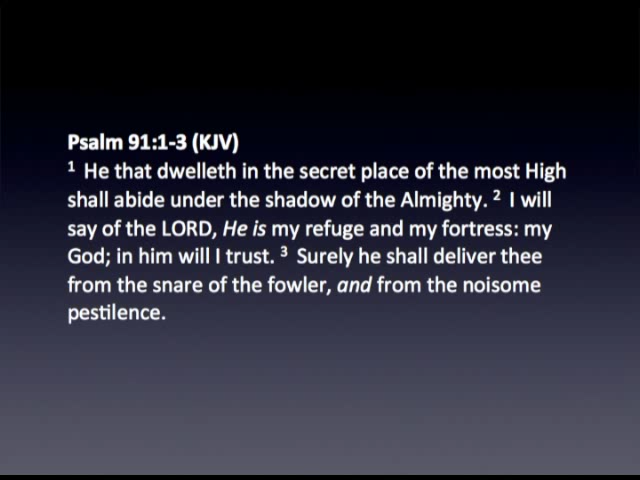 Psalm 91:1-3 (KJV)
1 He that dwelleth in the secret place of the most High
shall abide under the shadow of the Almighty. 2 I will
say of the LORD, He is my refuge and my fortress: my
God; in him will I trust. 3 Surely he shall deliver thee
from the snare of the fowler, and from the noisome
pestilence.